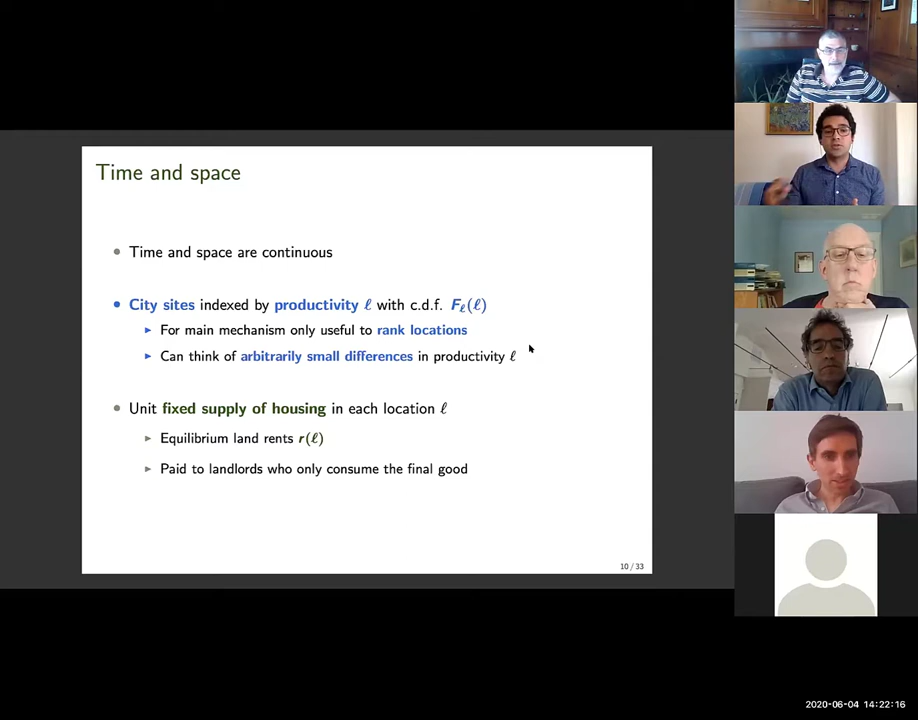 Time and space
• Time and space are continuous
• City sites indexed by productivity ℓ with c.d.f. Fℓ(ℓ)
▶ For main mechanism only useful to rank locations
▶ Can think of arbitrarily small differences in productivity ℓ
• Unit fixed supply of housing in each location ℓ
▶ Equilibrium land rents r(ℓ)
▶ Paid to landlords who only consume the final good
10 / 33
2020-06-04 14:22:16